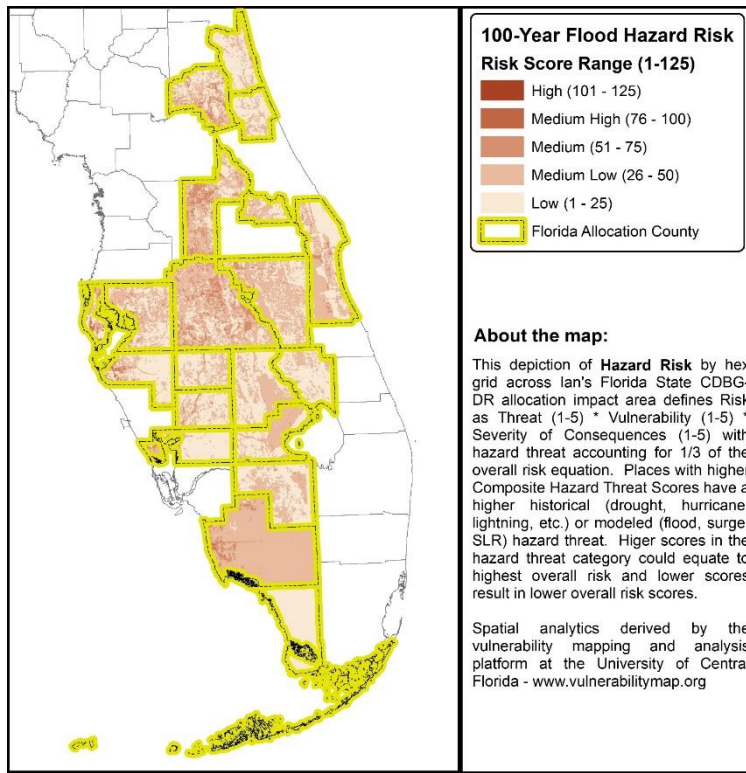 100-Year Flood Hazard Risk
Risk Score Range (1-125)
High (101 - 125)
Medium High (76 - 100)
Medium (51 - 75)
Medium Low (26 - 50)
Low (1 - 25)
Florida Allocation County
About the map:
This depiction of Hazard Risk by hex
grid across Ian's Florida State CDBG-
DR allocation impact area defines Risk
as Threat (1-5) * Vulnerability (1-5) *
Severity of Consequences (1-5) with
hazard threat accounting for 1/3 of the
overall risk equation. Places with higher
Composite Hazard Threat Scores have a
higher historical (drought, hurricane,
lightning, etc.) or modeled (flood, surge,
SLR) hazard threat. Higer scores in the
hazard threat category could equate to
highest overall risk and lower scores
result in lower overall risk scores.
Spatial analytics derived by the
vulnerability mapping and analysis
platform at the University of Central
Florida - www.vulnerabilitymap.org